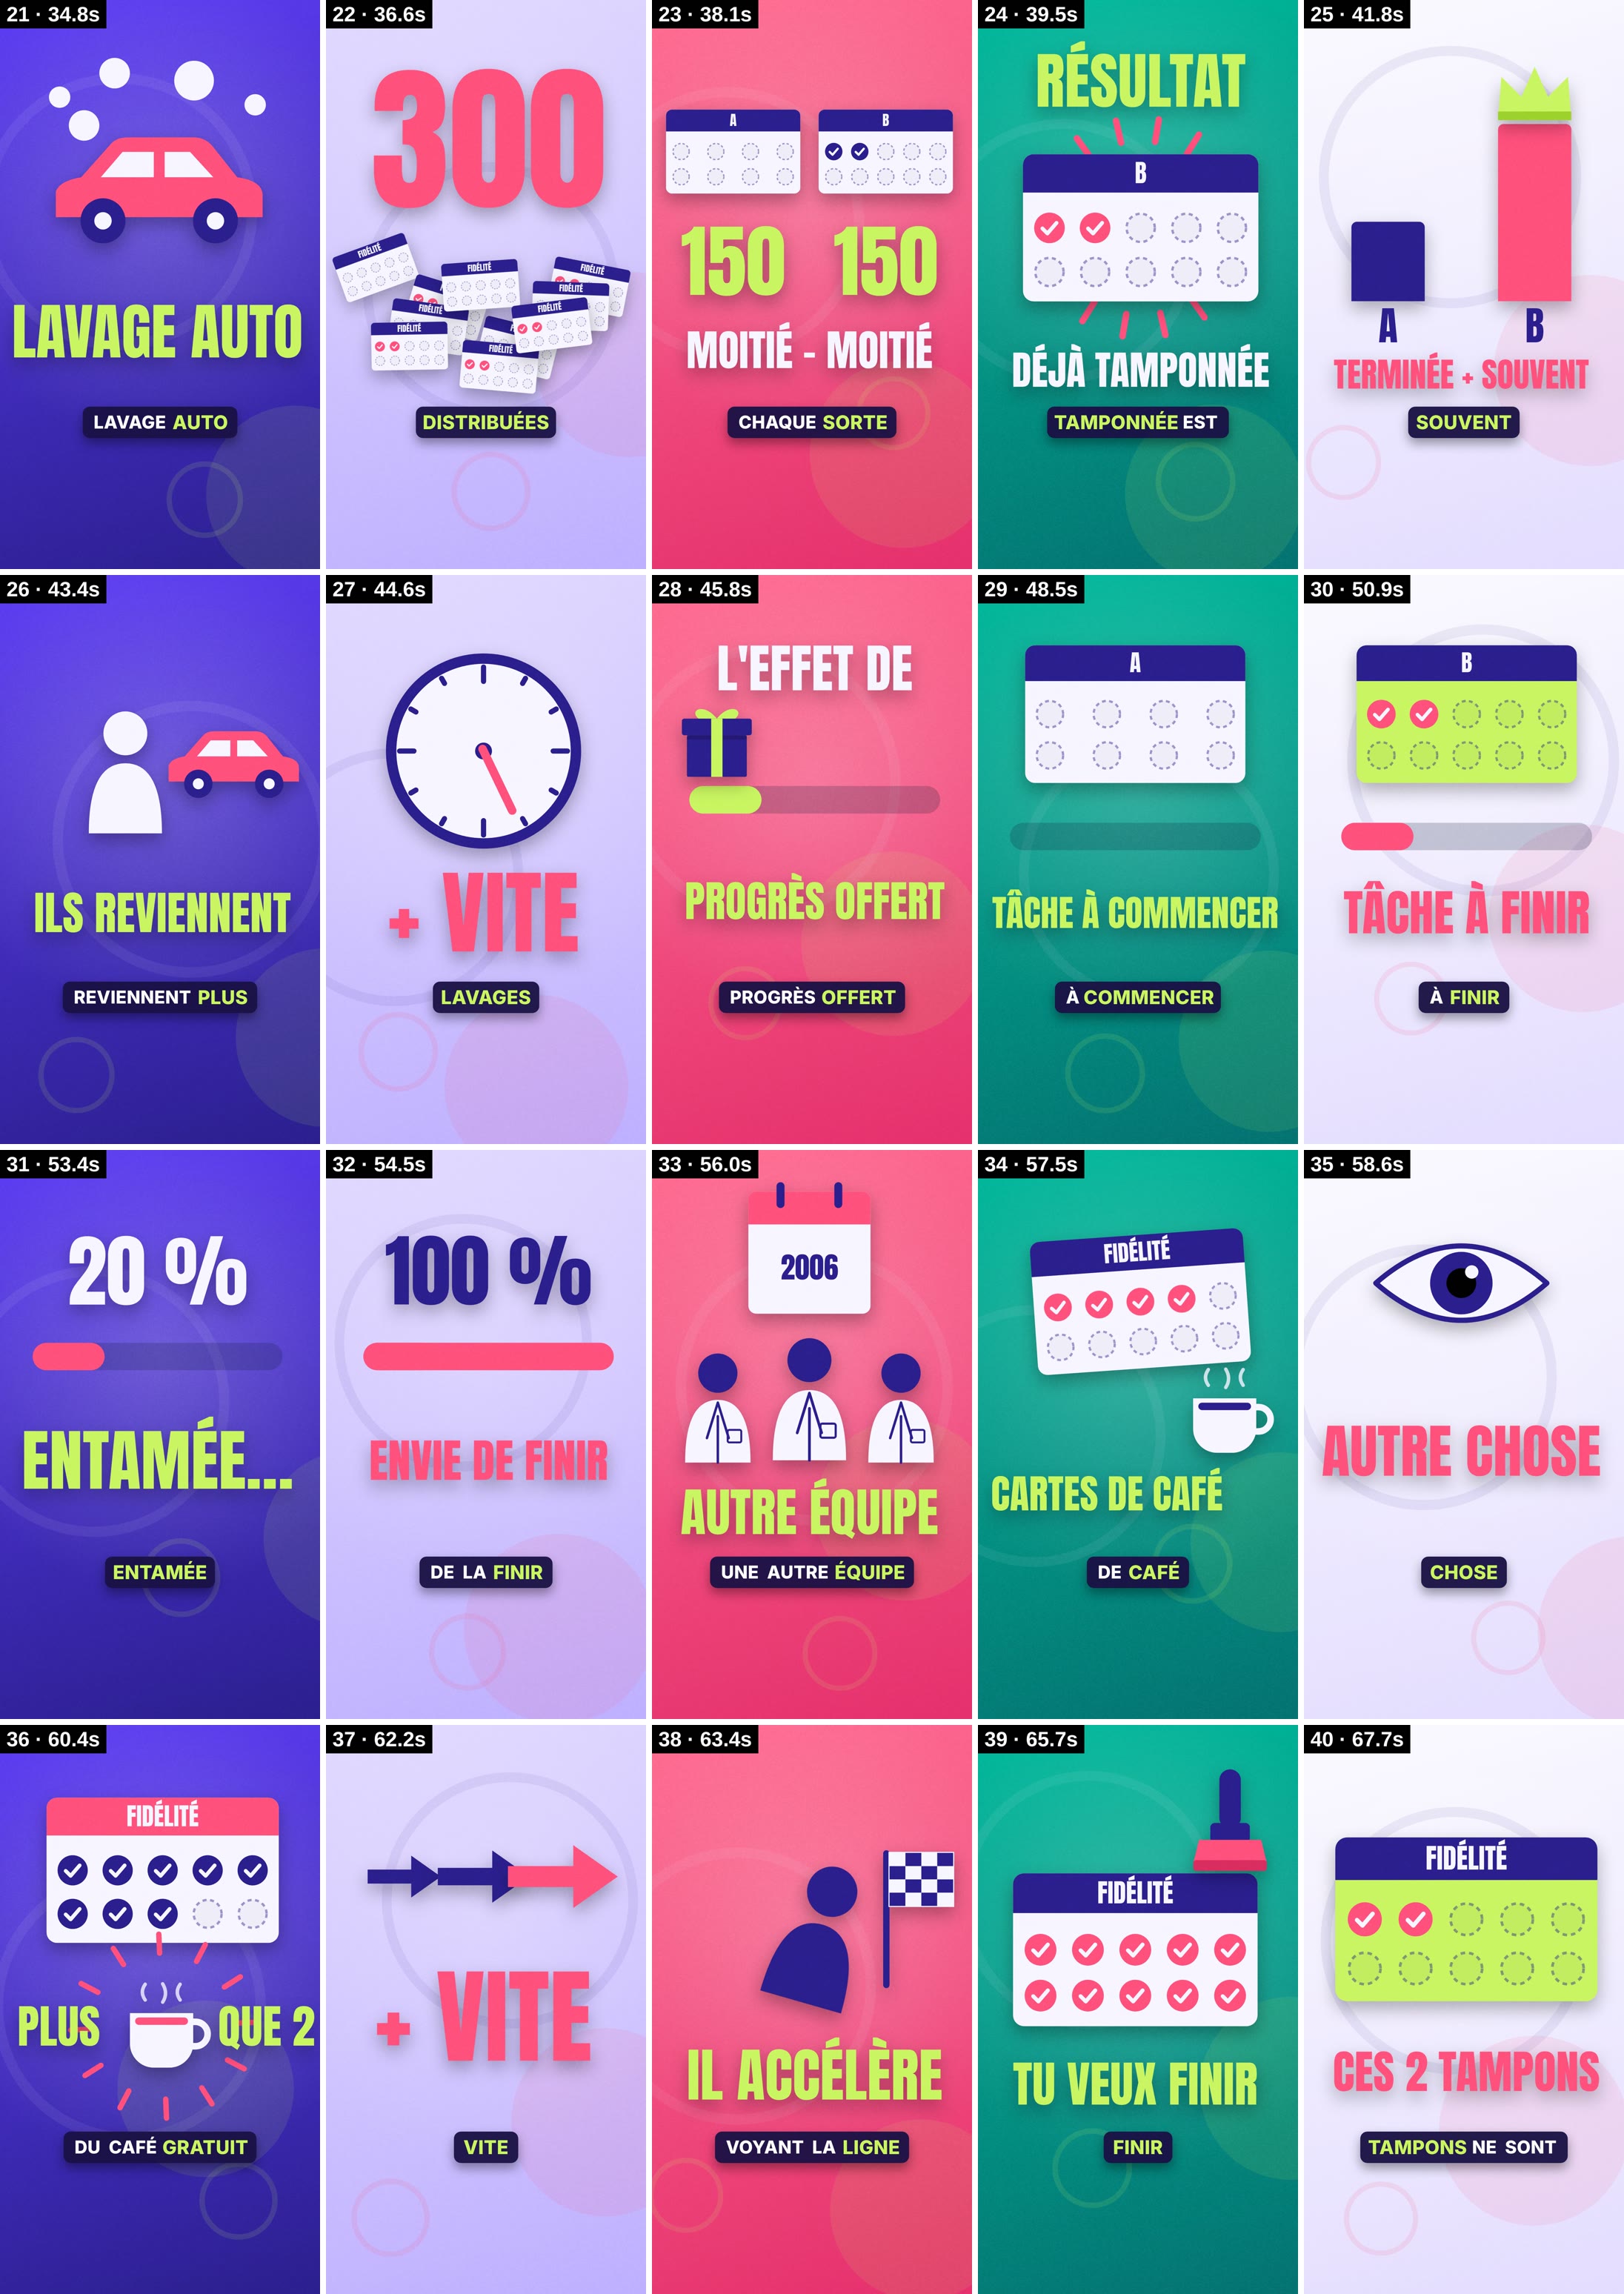 21 · 34.8s
LAVAGE AUTO
LAVAGE AUTO
22 · 36.6s
300
FIDÉLITÉ
FIDÉLITÉ
FIDÉLITÉ
FIDÉLITÉ
FIDÉLITÉ
FIDÉLITÉ
FIDÉLITÉ
FIDÉLITÉ
DISTRIBUÉES
23 · 38.1s
A
B
150 150
MOITIÉ - MOITIÉ
CHAQUE SORTE
24 · 39.5s
RÉSULTAT
B
DÉJÀ TAMPONNÉE
TAMPONNÉE EST
25 · 41.8s
A
B
TERMINÉE + SOUVENT
SOUVENT
26 · 43.4s
ILS REVIENNENT
REVIENNENT PLUS
27 · 44.6s
+ VITE
LAVAGES
28 · 45.8s
L'EFFET DE
PROGRÈS OFFERT
PROGRÈS OFFERT
29 · 48.5s
A
TÂCHE À COMMENCER
À COMMENCER
30 · 50.9s
B
TÂCHE À FINIR
À FINIR
31 · 53.4s
20 %
ENTAMÉE...
ENTAMÉE
32 · 54.5s
100 %
ENVIE DE FINIR
DE LA FINIR
33 · 56.0s
2006
AUTRE ÉQUIPE
UNE AUTRE ÉQUIPE
34 · 57.5s
FIDÉLITÉ
CARTES DE CAFÉ
DE CAFÉ
35 · 58.6s
AUTRE CHOSE
CHOSE
36 · 60.4s
FIDÉLITÉ
PLUS QUE 2
DU CAFÉ GRATUIT
37 · 62.2s
+ VITE
VITE
38 · 63.4s
IL ACCÉLÈRE
VOYANT LA LIGNE
39 · 65.7s
FIDÉLITÉ
TU VEUX FINIR
FINIR
40 · 67.7s
FIDÉLITÉ
CES 2 TAMPONS
TAMPONS NE SONT